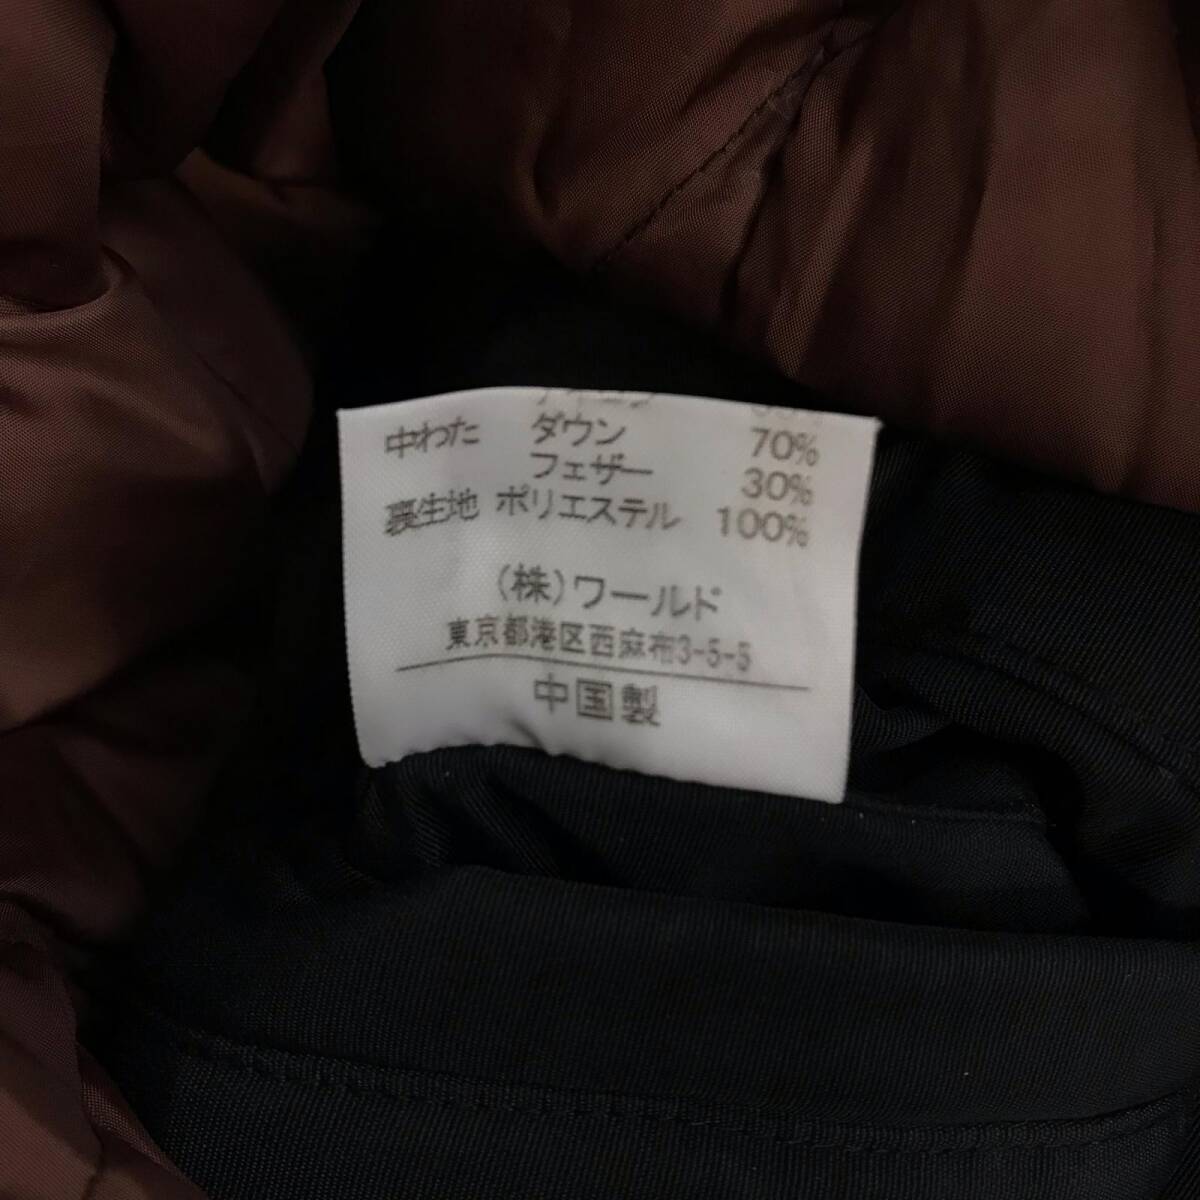 中わた ダウン 70%
フェザー 30%
裏生地 ポリエステル 100%
(株)ワールド
東京都港区西麻布3-5-5
中国製